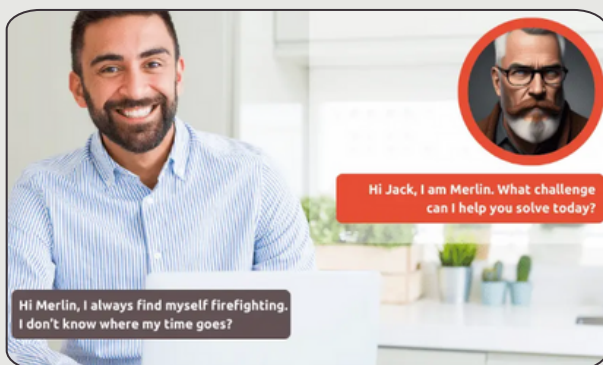 Hi Jack, I am Merlin. What challenge
can I help you solve today?
Hi Merlin, I always find myself firefighting.
I don't know where my time goes?